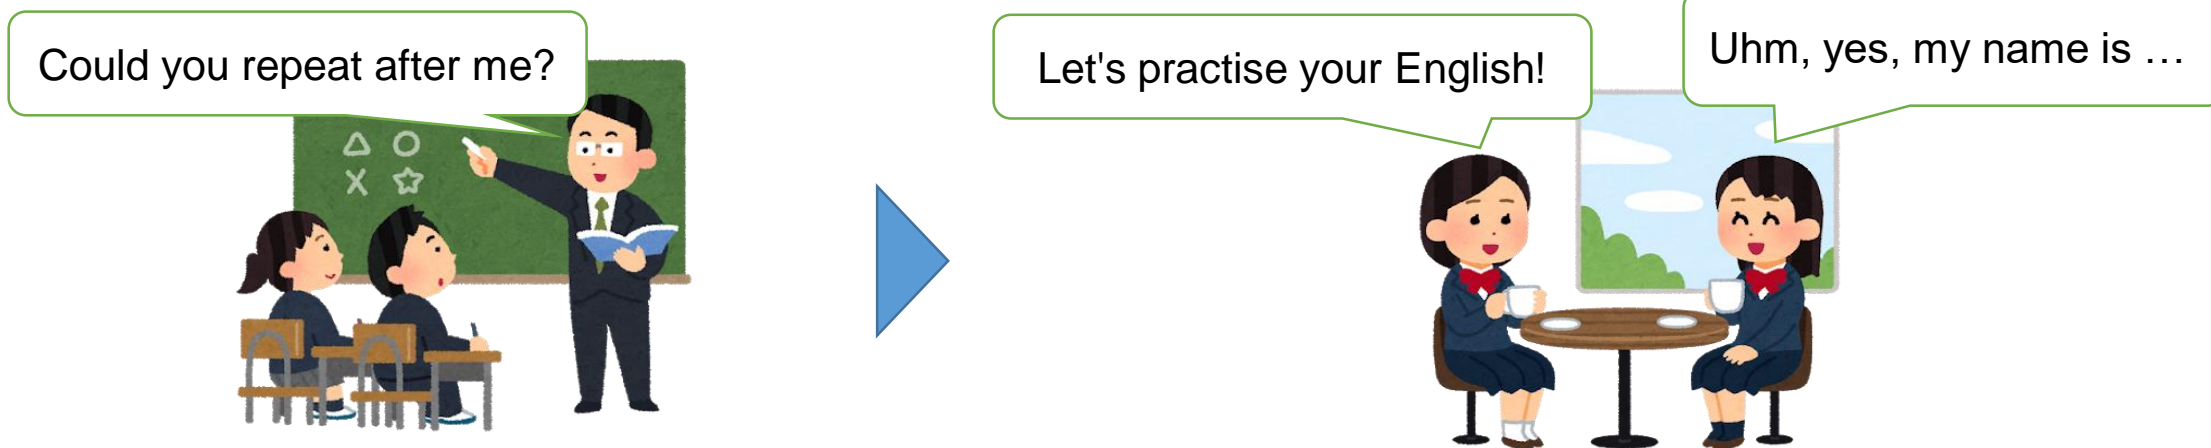 Could you repeat after me?
Let's practise your English!
Uhm, yes, my name is …